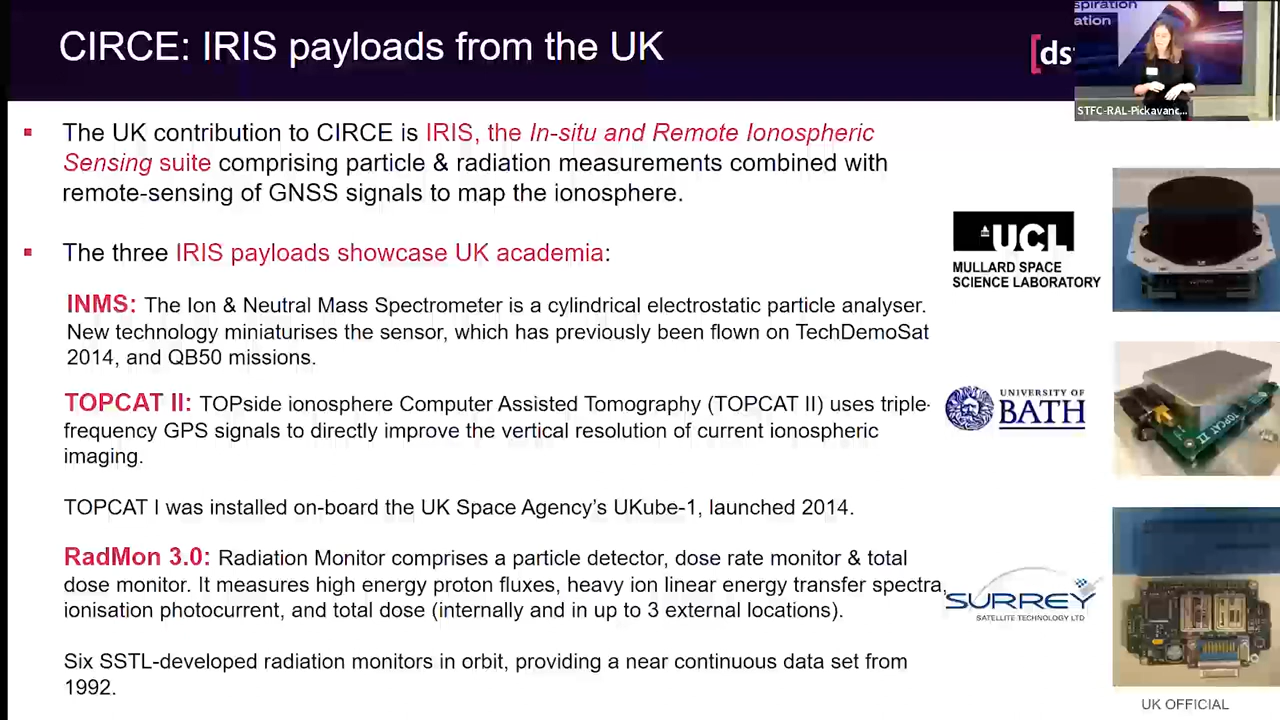 CIRCE: IRIS payloads from the UK
[ds
spiration
ation
STFC-RAL-Pickavanc...
▪ The UK contribution to CIRCE is IRIS, the In-situ and Remote Ionospheric
Sensing suite comprising particle & radiation measurements combined with
remote-sensing of GNSS signals to map the ionosphere.
▪ The three IRIS payloads showcase UK academia:
UCL
MULLARD SPACE
SCIENCE LABORATORY
INMS: The Ion & Neutral Mass Spectrometer is a cylindrical electrostatic particle analyser.
New technology miniaturises the sensor, which has previously been flown on TechDemoSat
2014, and QB50 missions.
TOPCAT II: TOPside ionosphere Computer Assisted Tomography (TOPCAT II) uses triple-
frequency GPS signals to directly improve the vertical resolution of current ionospheric
imaging.
UNIVERSITY OF
BATH
TOPCAT II
TOPCAT I was installed on-board the UK Space Agency's UKube-1, launched 2014.
RadMon 3.0: Radiation Monitor comprises a particle detector, dose rate monitor & total
dose monitor. It measures high energy proton fluxes, heavy ion linear energy transfer spectra,
ionisation photocurrent, and total dose (internally and in up to 3 external locations).
SURREY
SATELLITE TECHNOLOGY LTD
Six SSTL-developed radiation monitors in orbit, providing a near continuous data set from
1992.
UK OFFICIAL